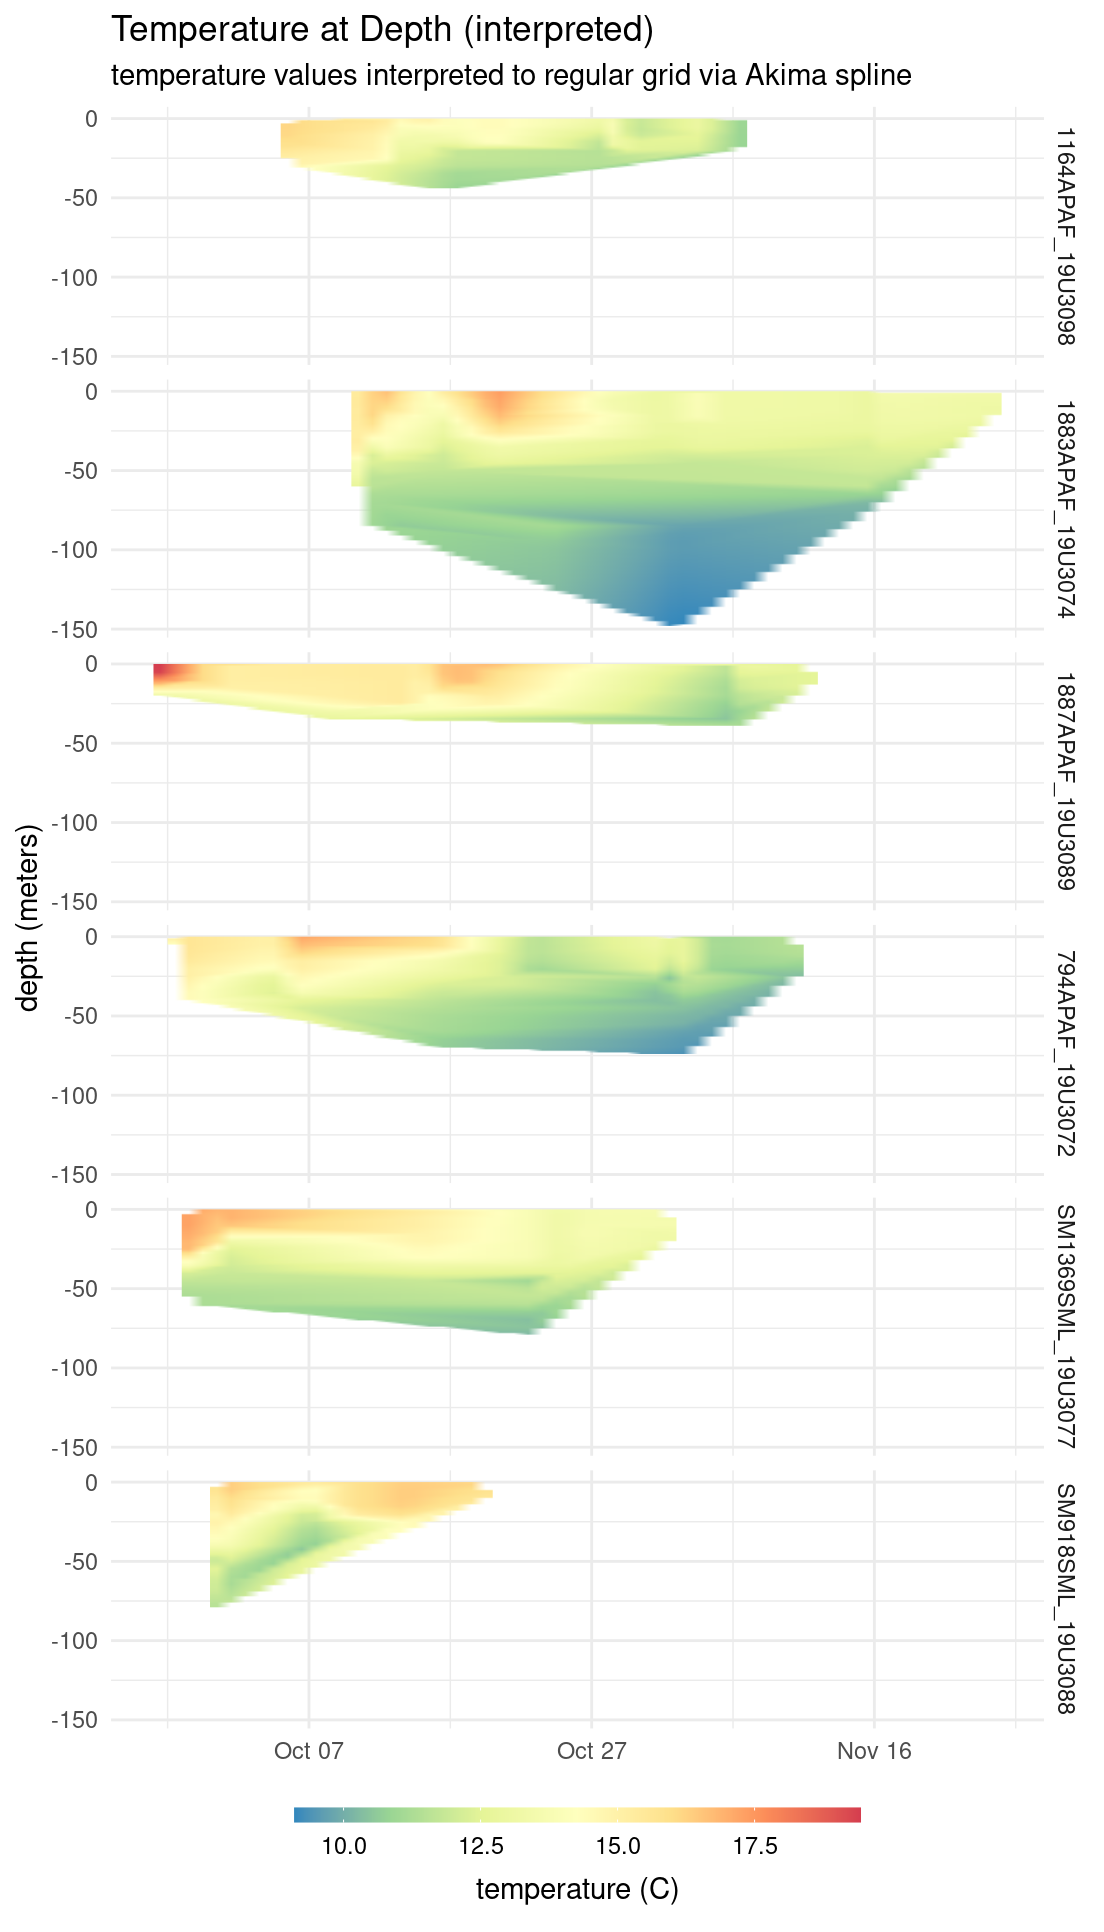 Temperature at Depth (interpreted)
temperature values interpreted to regular grid via Akima spline
depth (meters)
0
-50
-100
-150
1164APAF_19U3098
0
-50
-100
-150
1883APAF_19U3074
0
-50
-100
-150
1887APAF_19U3089
0
-50
-100
-150
794APAF_19U3072
0
-50
-100
-150
SM1369SML_19U3077
0
-50
-100
-150
SM918SML_19U3088
Oct 07 Oct 27 Nov 16
10.0 12.5 15.0 17.5
temperature (C)